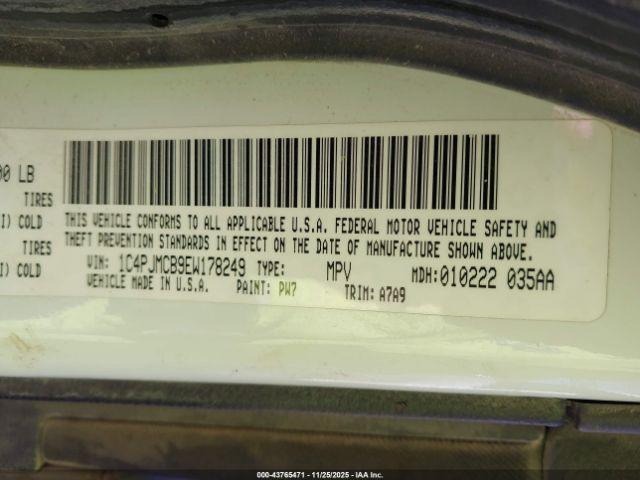 00 LB
TIRES
I) COLD
TIRES
I) COLD
THIS VEHICLE CONFORMS TO ALL APPLICABLE U.S.A. FEDERAL MOTOR VEHICLE SAFETY AND
THEFT PREVENTION STANDARDS IN EFFECT ON THE DATE OF MANUFACTURE SHOWN ABOVE.
VIN: 1C4PJMCB9EW178249 TYPE: MPV MDH: 010222 035AA
VEHICLE MADE IN U.S.A. PAINT: PW7 TRIM: A7A9
000-43765471 - 11/25/2025 - IAA Inc.